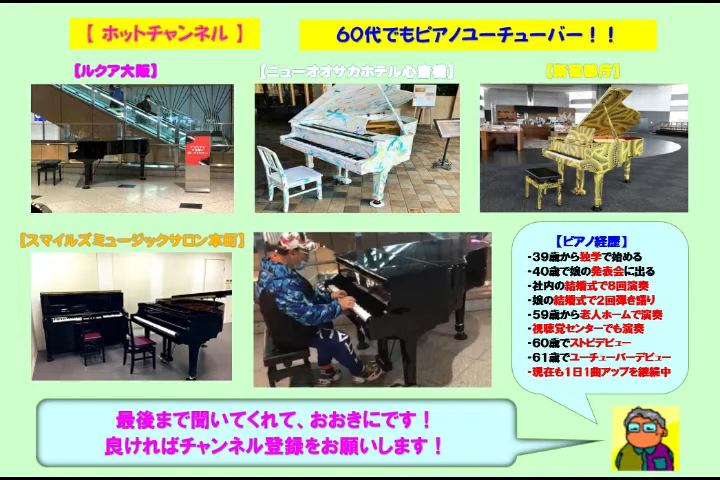 【 ホットチャンネル 】
60代でもピアノユーチューバー！！
【ルクア大阪】
【ニューオオサカホテル心斎橋】
【スマイルズミュージックサロン本町】
【ピアノ経歴】
・39歳から独学で始める
・40歳で娘の発表会に出る
・社内の結婚式で8回演奏
・娘の結婚式で2回弾き語り
・59歳から老人ホームで演奏
・視聴覚センターでも演奏
・60歳でストピデビュー
・61歳でユーチューバーデビュー
・現在も1日1曲アップを継続中
最後まで聞いてくれて、おおきにです！
良ければチャンネル登録をお願いします！